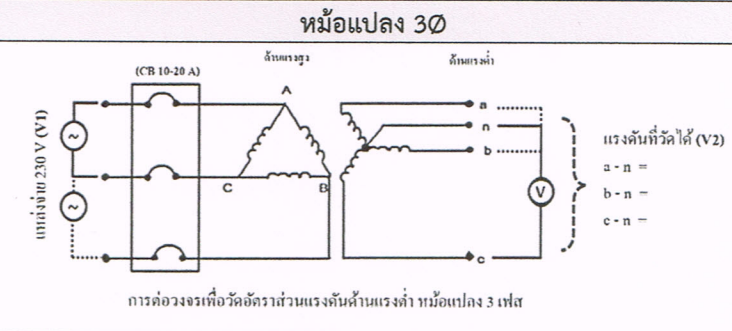 หม้อแปลง 3Ø
ด้านแรงสูง
ด้านแรงต่ำ
(CB 10-20 A)
A
C
B
a
n
b
c
แหล่งจ่าย 230 V (V1)
~
~
V
แรงดันที่วัดได้ (V2)
a - n =
b - n =
c - n =
การต่อวงจรเพื่อวัดอัตราส่วนแรงดันด้านแรงต่ำ หม้อแปลง 3 เฟส